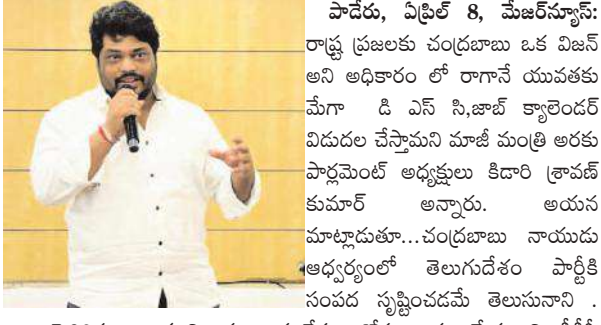 పాడేరు, ఏప్రిల్ 8, మేజర్‌న్యూస్:
రాష్ట్ర ప్రజలకు చంద్రబాబు ఒక విజన్
అని అధికారం లో రాగానే యువతకు
మేగా డి ఎస్ సి,జాబ్ క్యాలెండర్
విడుదల చేస్తామని మాజీ మంత్రి అరకు
పార్లమెంట్ అధ్యక్షులు కిడారి శ్రావణ్
కుమార్ అన్నారు. అయన
మాట్లాడుతూ...చంద్రబాబు నాయుడు
ఆధ్వర్యంలో తెలుగుదేశం పార్టీకి
సంపద సృష్టించడమే తెలుసునాని .